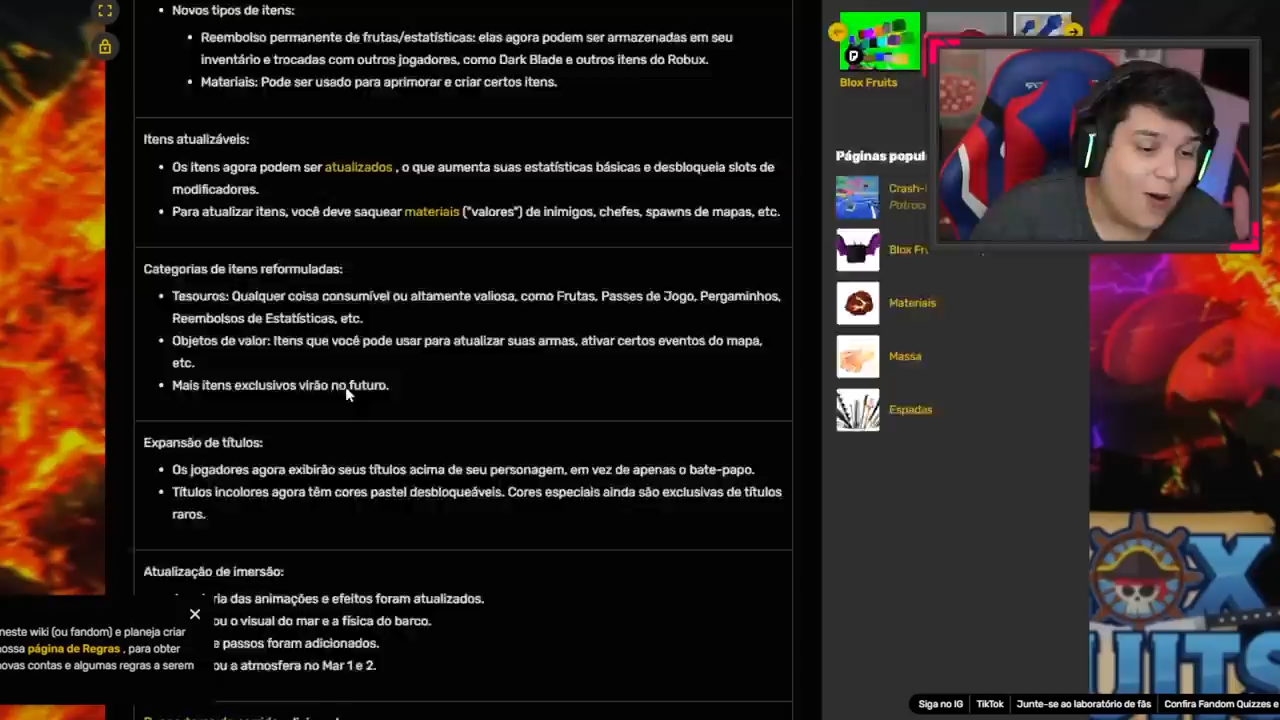 Novos tipos de itens:
Reembolso permanente de frutas/estatísticas: elas agora podem ser armazenadas em seu
inventário e trocadas com outros jogadores, como Dark Blade e outros itens do Robux.
Materiais: Pode ser usado para aprimorar e criar certos itens.
Itens atualizáveis:
Os itens agora podem ser atualizados , o que aumenta suas estatísticas básicas e desbloqueia slots de
modificadores.
Para atualizar itens, você deve saquear materiais ("valores") de inimigos, chefes, spawns de mapas, etc.
Categorias de itens reformuladas:
Tesouros: Qualquer coisa consumível ou altamente valiosa, como Frutas, Passes de Jogo, Pergaminhos,
Reembolsos de Estatísticas, etc.
Objetos de valor: Itens que você pode usar para atualizar suas armas, ativar certos eventos do mapa,
etc.
Mais itens exclusivos virão no futuro.
Expansão de títulos:
Os jogadores agora exibirão seus títulos acima de seu personagem, em vez de apenas o bate-papo.
Títulos incolores agora têm cores pastel desbloqueáveis. Cores especiais ainda são exclusivas de títulos
raros.
Atualização de imersão:
das animações e efeitos foram atualizados.
ou o visual do mar e a física do barco.
e passos foram adicionados.
ou a atmosfera no Mar 1 e 2.
neste wiki (ou fandom) e planeja criar
nossa página de Regras , para obter
novas contas e algumas regras a serem
Blox Fruits
Páginas popul
Crash-
Patroc
Blox Fr
Materiais
Massa
Espadas
OX
UITS
Siga no IG
TikTok
Junte-se ao laboratório de fãs
Confira Fandom Quizzes e